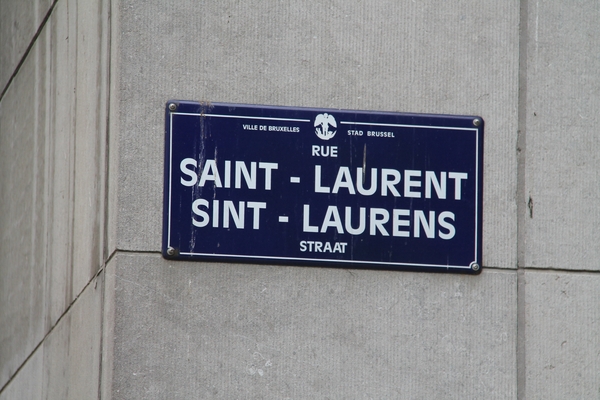 VILLE DE BRUXELLES STAD BRUSSEL
RUE
SAINT - LAURENT
SINT - LAURENS
STRAAT